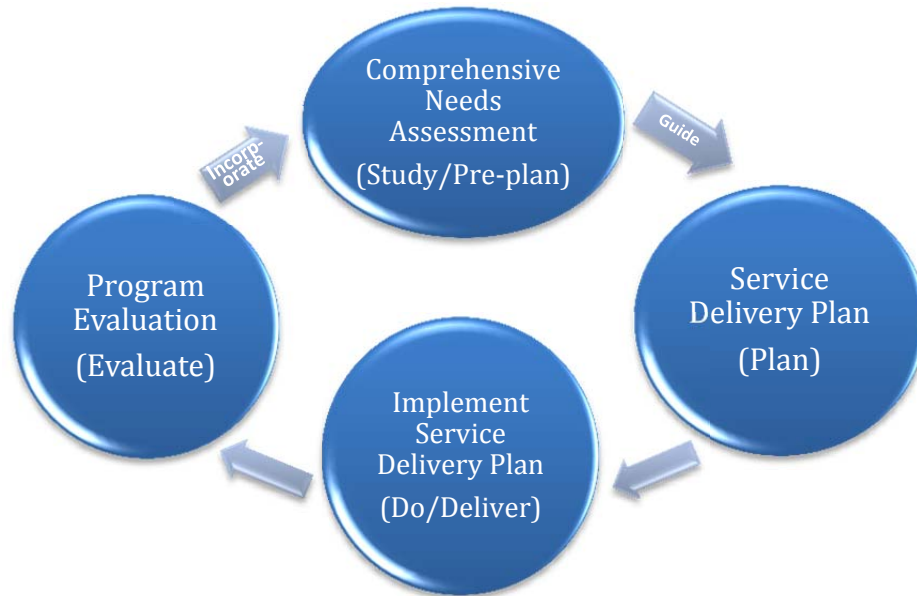 Comprehensive
Needs
Assessment
(Study/Pre-plan)
Guide
Service
Delivery Plan
(Plan)
Implement
Service
Delivery Plan
(Do/Deliver)
Program
Evaluation
(Evaluate)
Incorp-
orate